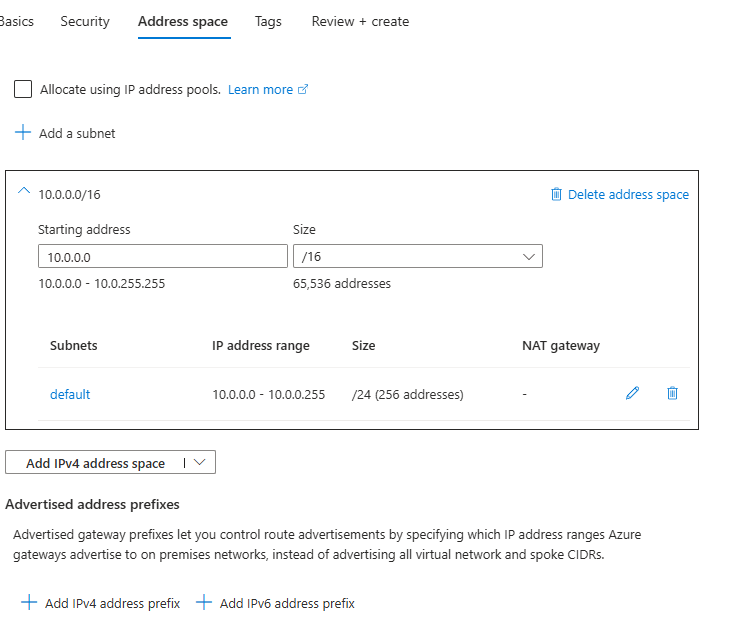 Basics Security Address space Tags Review + create
Allocate using IP address pools. Learn more
Add a subnet
10.0.0.0/16 Delete address space
Starting address Size
10.0.0.0 /16
10.0.0.0 - 10.0.255.255 65,536 addresses
Subnets IP address range Size NAT gateway
default 10.0.0.0 - 10.0.0.255 /24 (256 addresses) -
Add IPv4 address space |
Advertised address prefixes
Advertised gateway prefixes let you control route advertisements by specifying which IP address ranges Azure
gateways advertise to on premises networks, instead of advertising all virtual network and spoke CIDRs.
Add IPv4 address prefix Add IPv6 address prefix